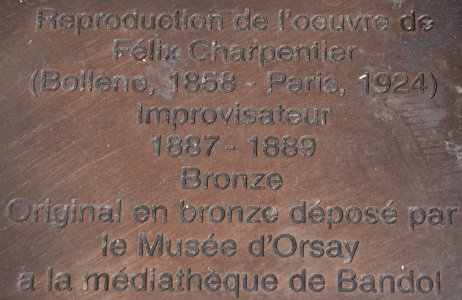 Reproduction de l'oeuvre de
Félix Charpentier
(Bollène, 1858 - Paris, 1924)
Improvisateur
1887 - 1889
Bronze
Original en bronze déposé par
le Musée d'Orsay
a la médiathèque de Bandol